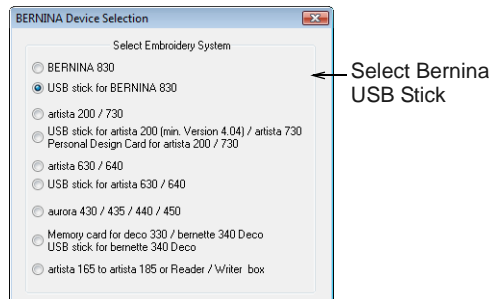 BERNINA Device Selection
Select Embroidery System
BERNINA 830
USB stick for BERNINA 830
artista 200 / 730
USB stick for artista 200 (min. Version 4.04) / artista 730
Personal Design Card for artista 200 / 730
artista 630 / 640
USB stick for artista 630 / 640
aurora 430 / 435 / 440 / 450
Memory card for deco 330 / bernette 340 Deco
USB stick for bernette 340 Deco
artista 165 to artista 185 or Reader / Writer box
Select Bernina
USB Stick